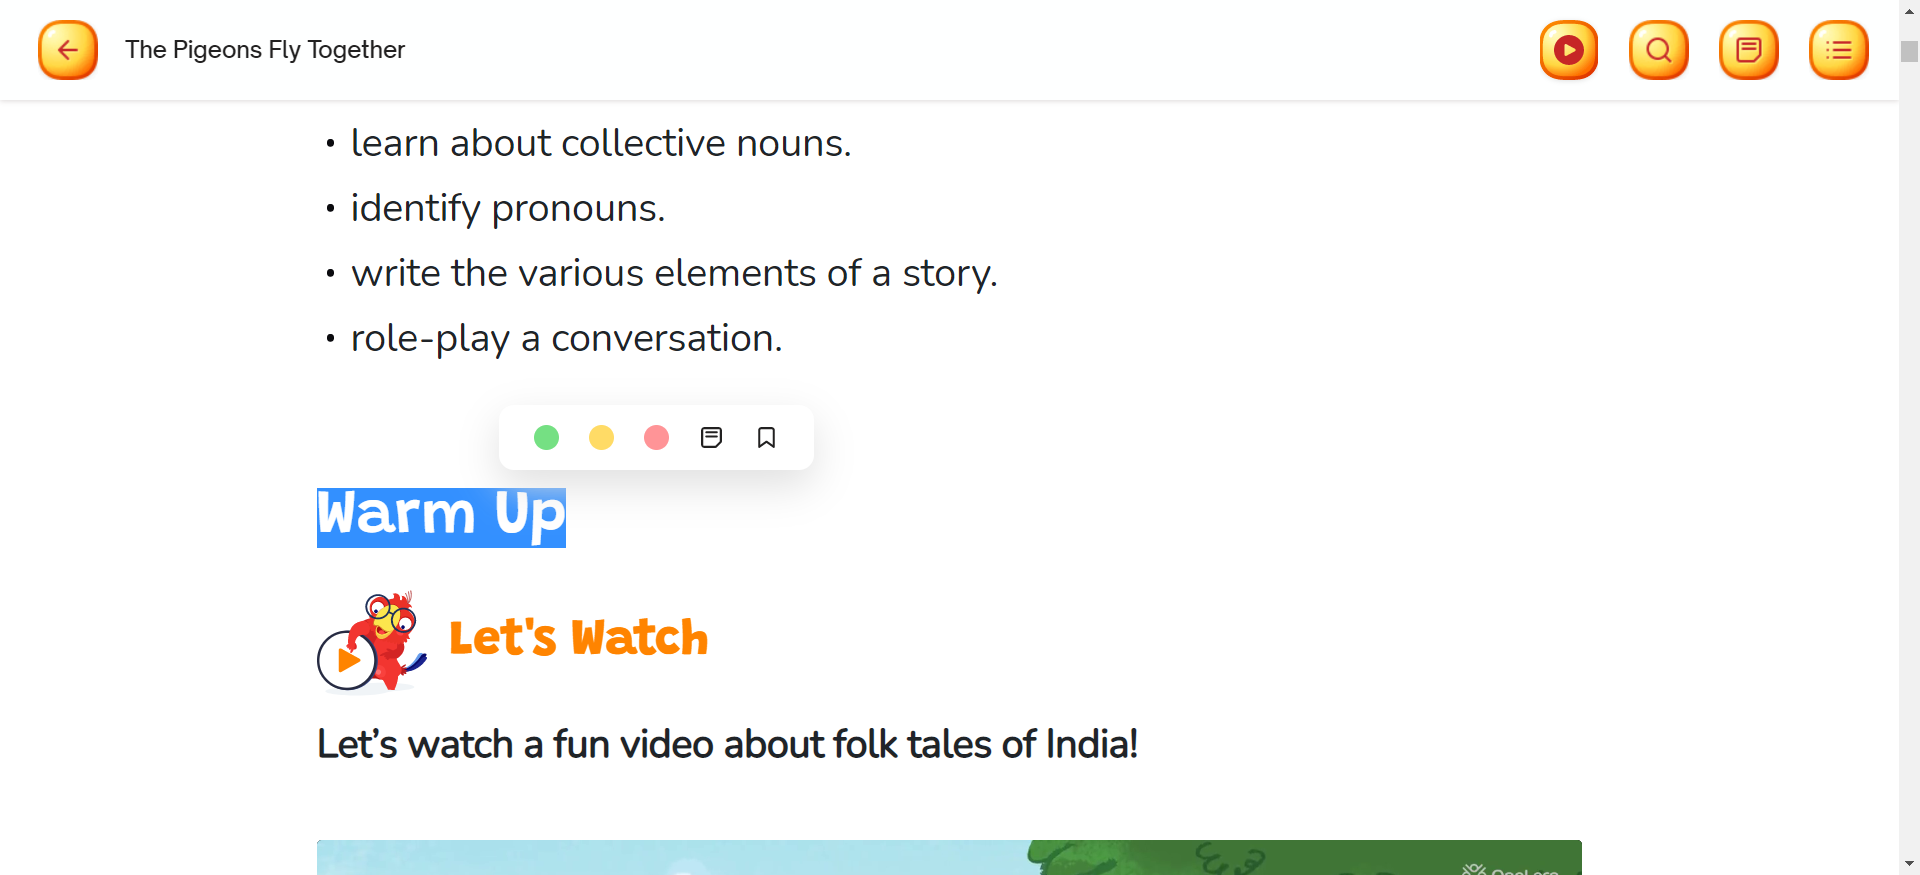 The Pigeons Fly Together
• learn about collective nouns.
• identify pronouns.
• write the various elements of a story.
• role-play a conversation.
Warm Up
Let's Watch
Let’s watch a fun video about folk tales of India!